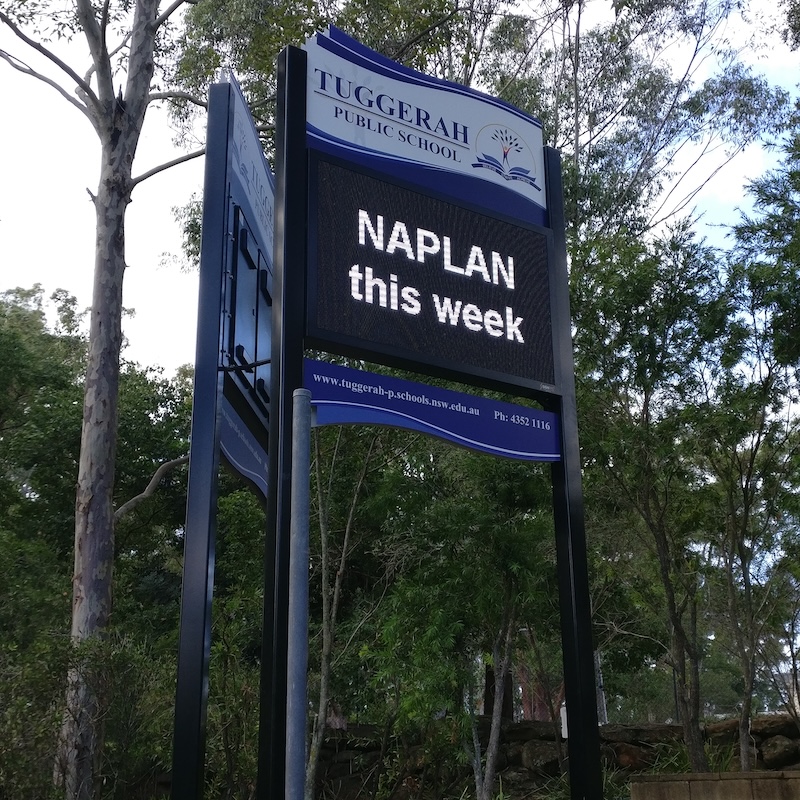 TUGGERAH
PUBLIC SCHOOL
NAPLAN
this week
www.tuggerah-p.schools.nsw.edu.au Ph: 4352 1116